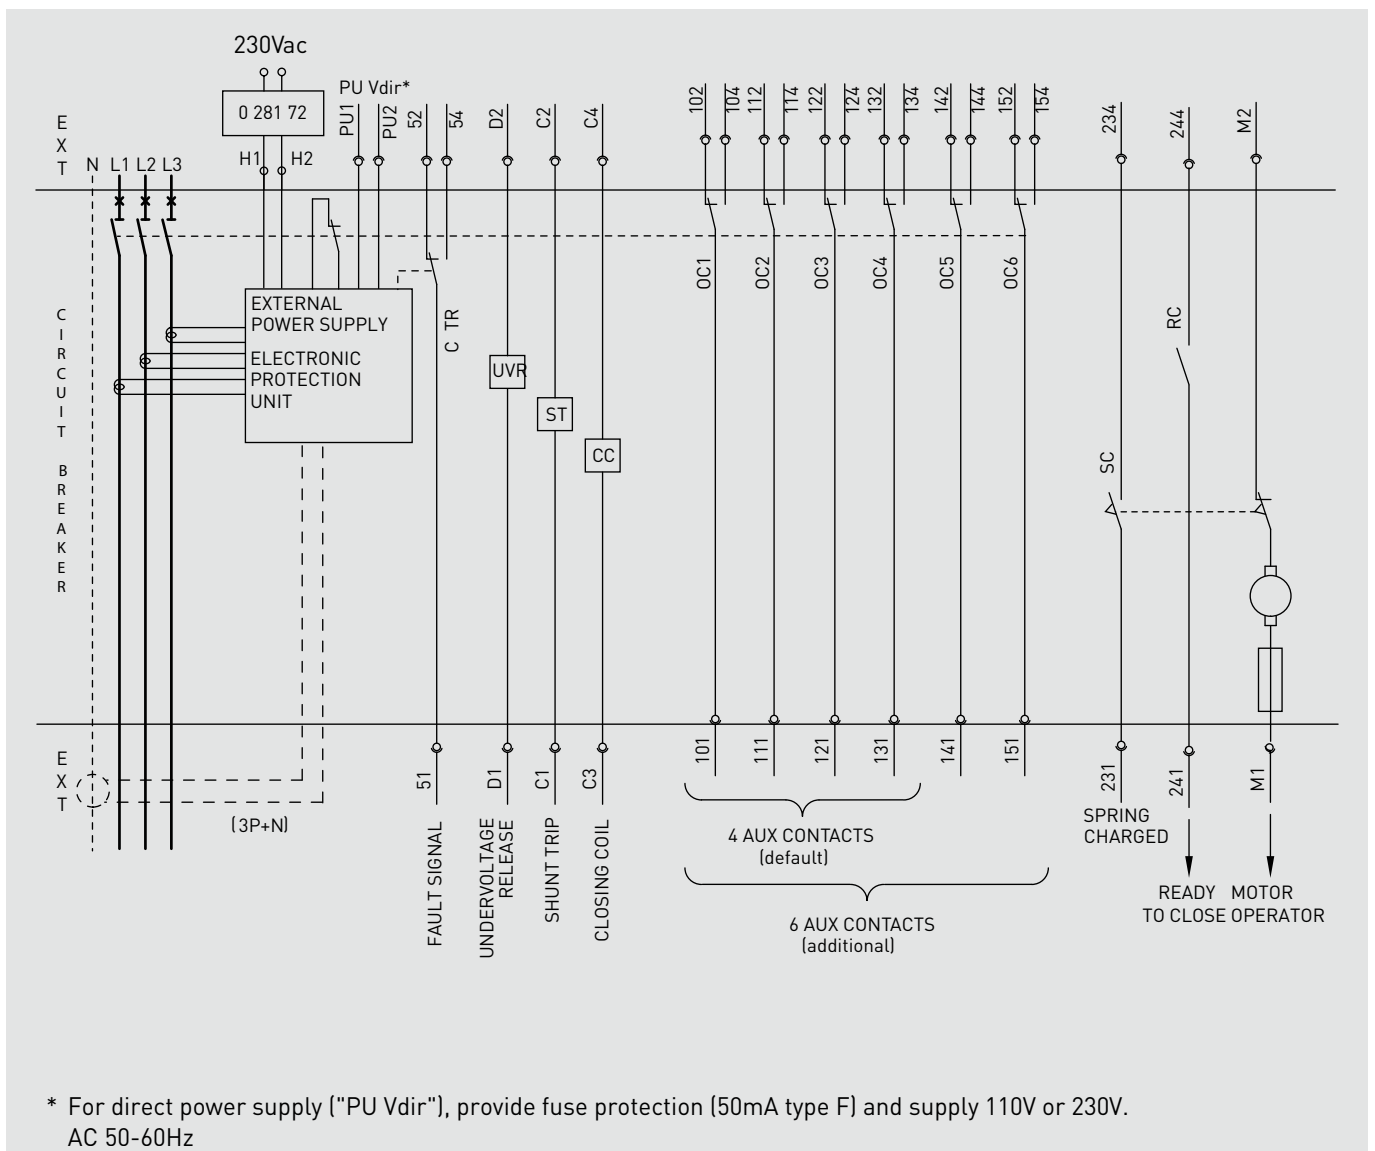 230Vac
0 281 72
PU Vdir*
H1 H2
PU1
PU2
52
54
D2
C2
C4
102
104
112
114
122
124
132
134
142
144
152
154
234
244
M2
EXT
N L1 L2 L3
CIRCUIT BREAKER
EXTERNAL
POWER SUPPLY
ELECTRONIC
PROTECTION
UNIT
C TR
UVR
ST
CC
OC1
OC2
OC3
OC4
OC5
OC6
SC
RC
EXT
(3P+N)
51
D1
C1
C3
101
111
121
131
141
151
231
241
M1
FAULT SIGNAL
UNDERVOLTAGE
RELEASE
SHUNT TRIP
CLOSING COIL
4 AUX CONTACTS
(default)
6 AUX CONTACTS
(additional)
SPRING
CHARGED
READY
TO CLOSE
MOTOR
OPERATOR
* For direct power supply ("PU Vdir"), provide fuse protection (50mA type F) and supply 110V or 230V.
AC 50-60Hz